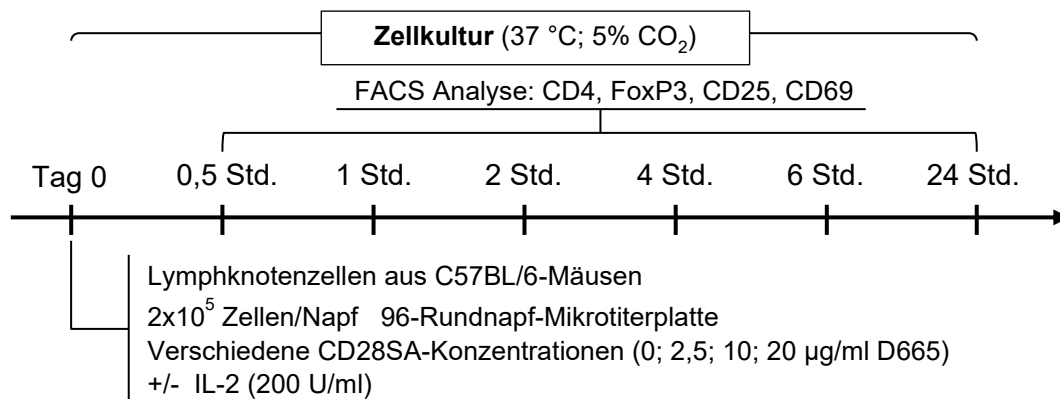 Zellkultur (37 °C; 5% CO₂)
FACS Analyse: CD4, FoxP3, CD25, CD69
Tag 0 0,5 Std. 1 Std. 2 Std. 4 Std. 6 Std. 24 Std.
Lymphknotenzellen aus C57BL/6-Mäusen
2x10⁵ Zellen/Napf 96-Rundnapf-Mikrotiterplatte
Verschiedene CD28SA-Konzentrationen (0; 2,5; 10; 20 µg/ml D665)
+/- IL-2 (200 U/ml)